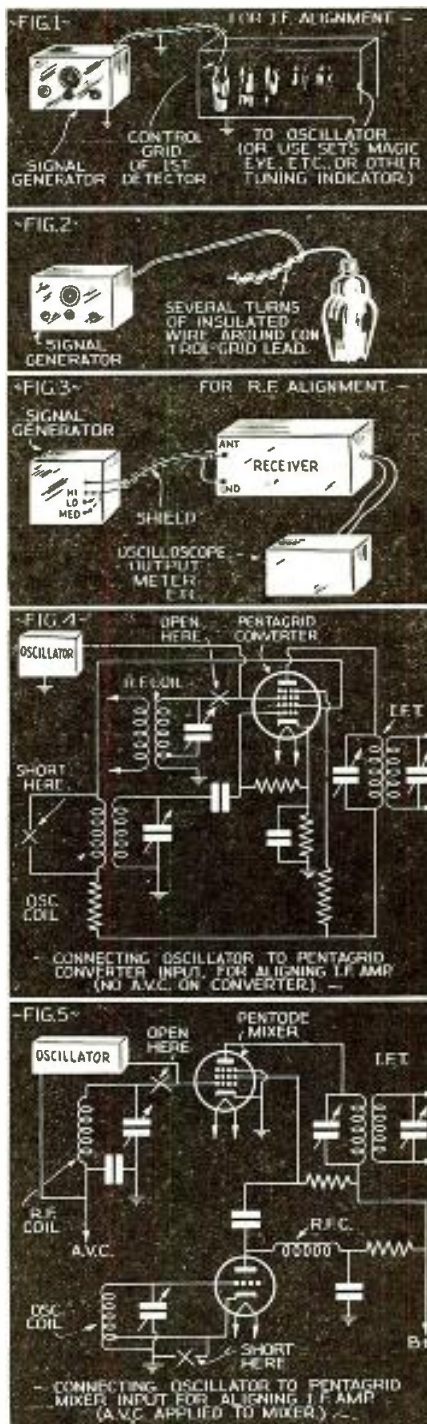 ~FIG.1~
FOR I.F. ALIGNMENT —
SIGNAL GENERATOR
CONTROL GRID OF 1ST DETECTOR
TO OSCILLATOR (OR USE SETS MAGIC EYE, ETC., OR OTHER TUNING INDICATOR.)
~FIG.2~
SIGNAL GENERATOR
SEVERAL TURNS OF INSULATED WIRE AROUND CON TROL-GRID LEAD.
~FIG.3~
FOR R.F. ALIGNMENT —
SIGNAL GENERATOR
HI
LO
MED
SHIELD
ANT
RECEIVER
OSCILLOSCOPE OUTPUT METER ETC
~FIG.4~
OSCILLATOR
OPEN HERE
PENTAGRID CONVERTER
R.F. COIL
I.F.T.
SHORT HERE
OSC COIL
- CONNECTING OSCILLATOR TO PENTAGRID
CONVERTER INPUT, FOR ALIGNING I.F. AMP
(NO A.V.C. ON CONVERTER.) —
~FIG.5~
OSCILLATOR
OPEN HERE
PENTODE MIXER
I.F.T.
R.F. COIL
A.V.C.
R.F.C.
OSC COIL
SHORT HERE
B+
- CONNECTING OSCILLATOR TO PENTAGRID
MIXER INPUT FOR ALIGNING I.F. AMP
(A.V.C. APPLIED TO MIXER.)